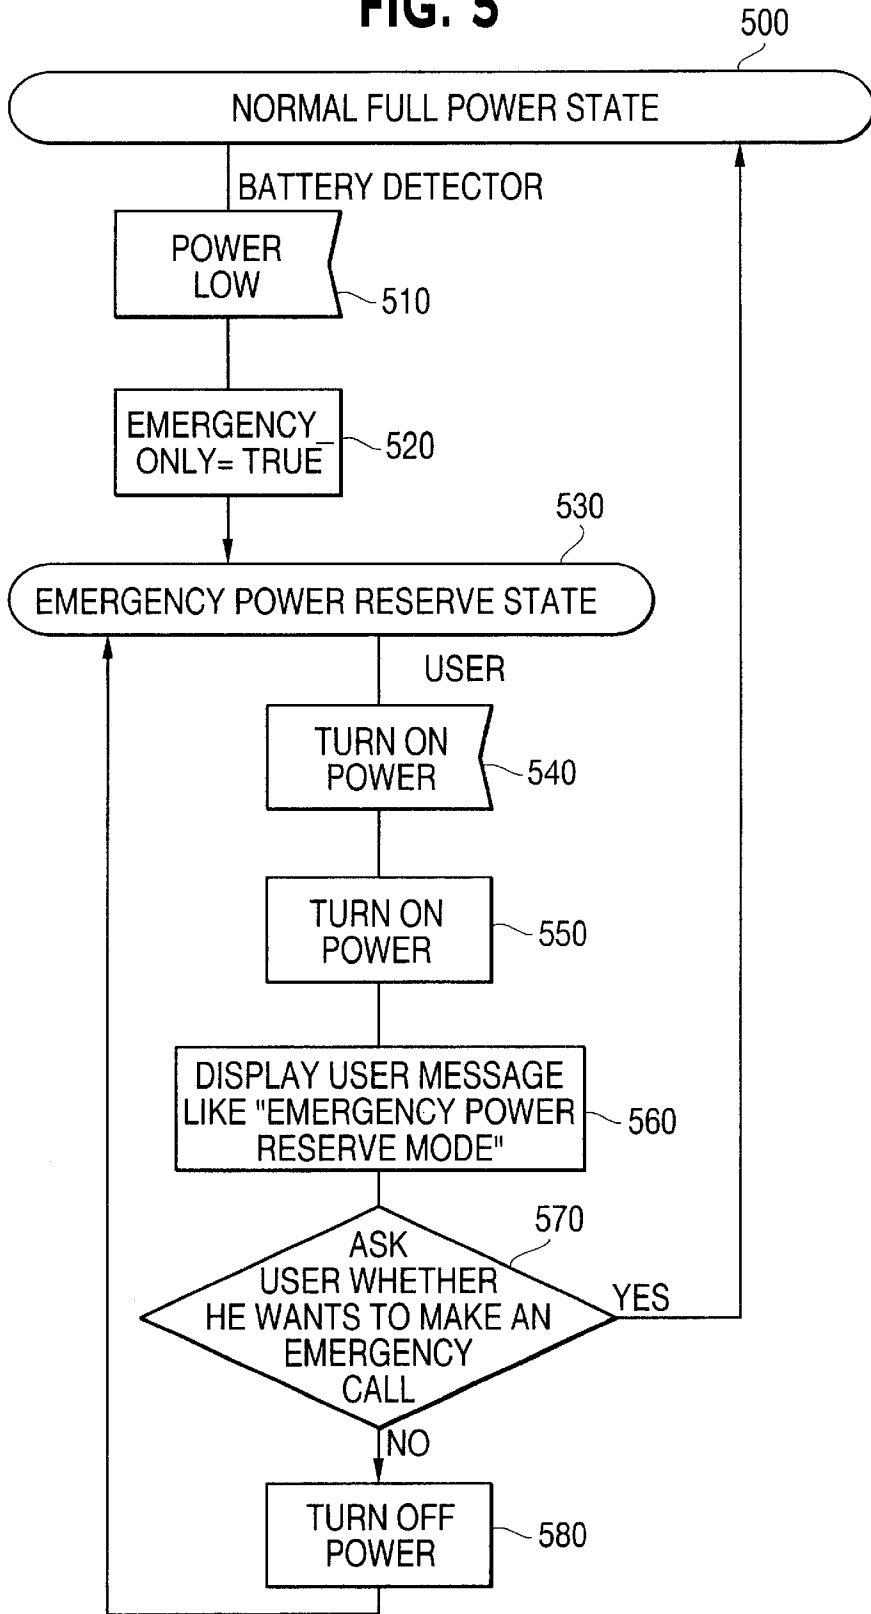 FIG. 5
500
NORMAL FULL POWER STATE
BATTERY DETECTOR
POWER
LOW
510
EMERGENCY_
ONLY= TRUE
520
530
EMERGENCY POWER RESERVE STATE
USER
TURN ON
POWER
540
TURN ON
POWER
550
DISPLAY USER MESSAGE
LIKE "EMERGENCY POWER
RESERVE MODE"
560
570
ASK
USER WHETHER
HE WANTS TO MAKE AN
EMERGENCY
CALL
YES
NO
TURN OFF
POWER
580